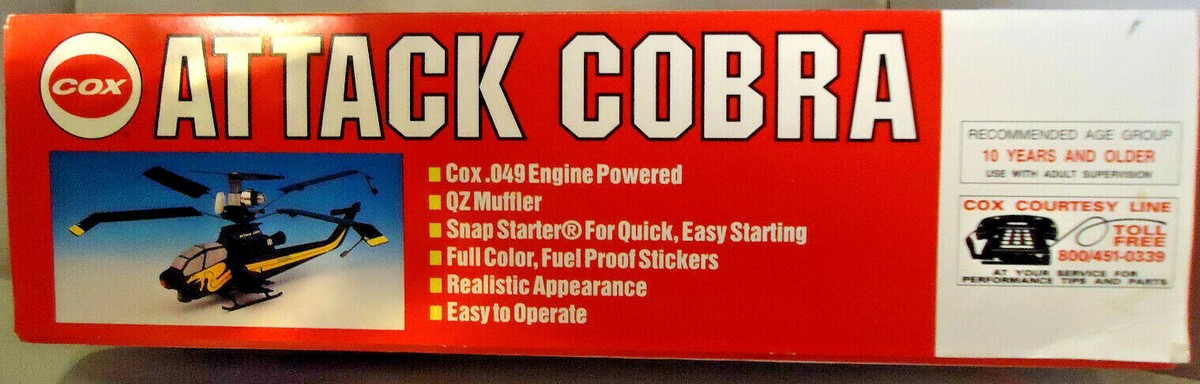 COX
ATTACK COBRA
Cox .049 Engine Powered
QZ Muffler
Snap Starter® For Quick, Easy Starting
Full Color, Fuel Proof Stickers
Realistic Appearance
Easy to Operate
RECOMMENDED AGE GROUP
10 YEARS AND OLDER
USE WITH ADULT SUPERVISION
COX COURTESY LINE
TOLL
FREE
800/451-0339
AT YOUR SERVICE FOR
PERFORMANCE TIPS AND PARTS